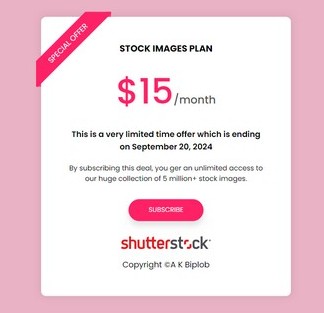 SPECIAL OFFER
STOCK IMAGES PLAN
$15/month
This is a very limited time offer which is ending
on September 20, 2024
By subscribing this deal, you ger an unlimited access to
our huge collection of 5 million+ stock images.
SUBSCRIBE
shutterstock
Copyright ©A K Biplob